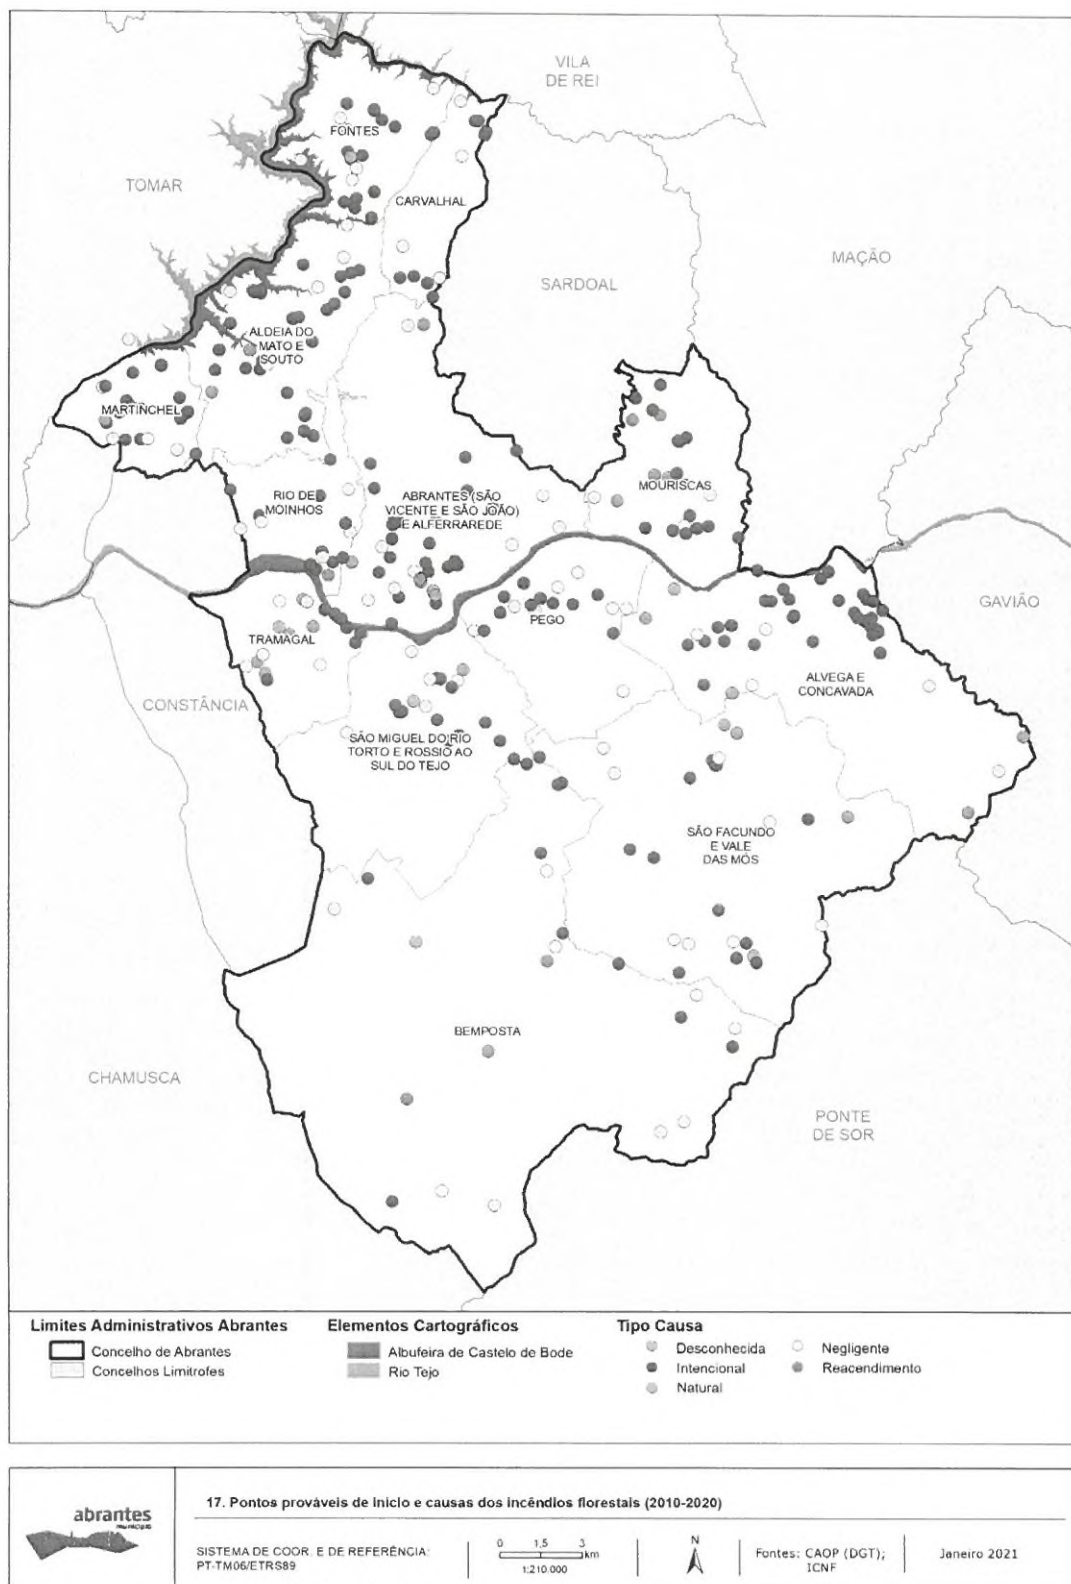 VILA
DE REI
FONTES
TOMAR
CARVALHAL
MAÇÃO
SARDOAL
ALDEIA DO
MATO E
SOUTO
MARTINCHEL
MOURISCAS
RIO DE
MOINHOS
ABRANTES (SÃO
VICENTE E SÃO JOÃO)
E ALFERRAREDE
GAVIÃO
PEGO
TRAMAGAL
ALVEGA E
CONCAVADA
CONSTÂNCIA
SÃO MIGUEL DO RIO
TORTO E ROSSIO AO
SUL DO TEJO
SÃO FACUNDO
E VALE
DAS MÓS
BEMPOSTA
CHAMUSCA
PONTE
DE SOR
Limites Administrativos Abrantes
Concelho de Abrantes
Concelhos Limitrofes
Elementos Cartográficos
Albufeira de Castelo de Bode
Rio Tejo
Tipo Causa
Desconhecida
Intencional
Natural
Negligente
Reacendimento
abrantes
17. Pontos prováveis de inicio e causas dos incêndios florestais (2010-2020)
SISTEMA DE COOR. E DE REFERÊNCIA:
PT-TM06/ETRS89
0 1,5 3
km
1:210.000
N
Fontes: CAOP (DGT);
ICNF
Janeiro 2021